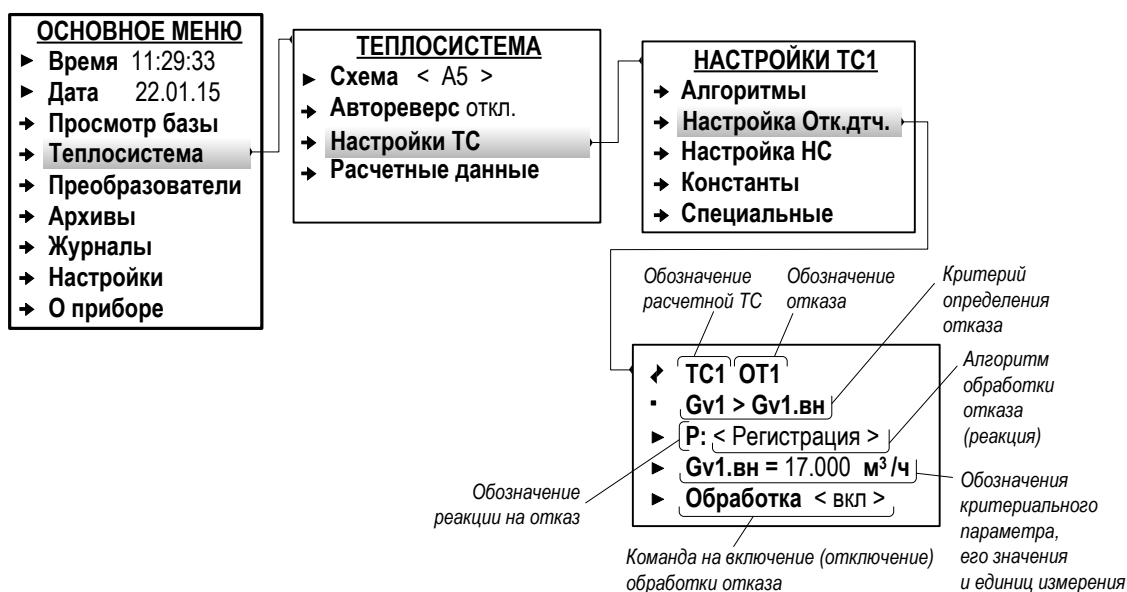 ОСНОВНОЕ МЕНЮ
Время 11:29:33
Дата 22.01.15
Просмотр базы
Теплосистема
Преобразователи
Архивы
Журналы
Настройки
О приборе
ТЕПЛОСИСТЕМА
Схема < А5 >
Автореверс откл.
Настройки ТС
Расчетные данные
НАСТРОЙКИ ТС1
Алгоритмы
Настройка Отк.дтч.
Настройка НС
Константы
Специальные
Обозначение
расчетной ТС
Обозначение
отказа
Критерий
определения
отказа
ТС1 ОТ1
Gv1 > Gv1.вн
Р: < Регистрация >
Gv1.вн = 17.000 м³/ч
Обработка < вкл >
Алгоритм
обработки
отказа
(реакция)
Обозначение
реакции на отказ
Обозначения
критериального
параметра,
его значения
и единиц измерения
Команда на включение (отключение)
обработки отказа